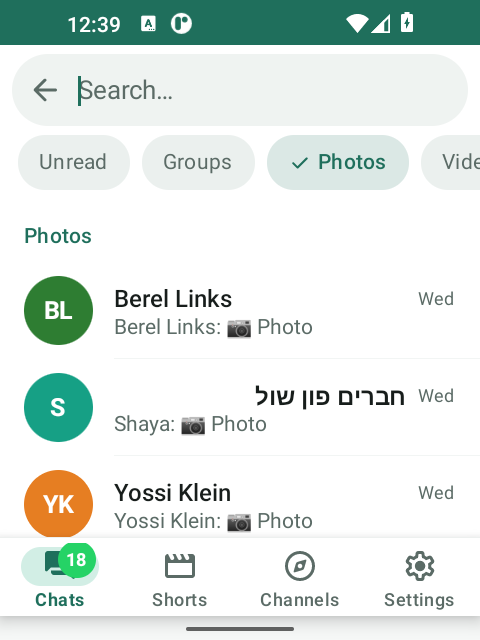 12:39
Search...
Unread
Groups
Photos
Vide
Photos
BL
Berel Links
Wed
Berel Links: 📷 Photo
S
חברים פון שול
Wed
Shaya: 📷 Photo
YK
Yossi Klein
Wed
Yossi Klein: 📷 Photo
18
Chats
Shorts
Channels
Settings